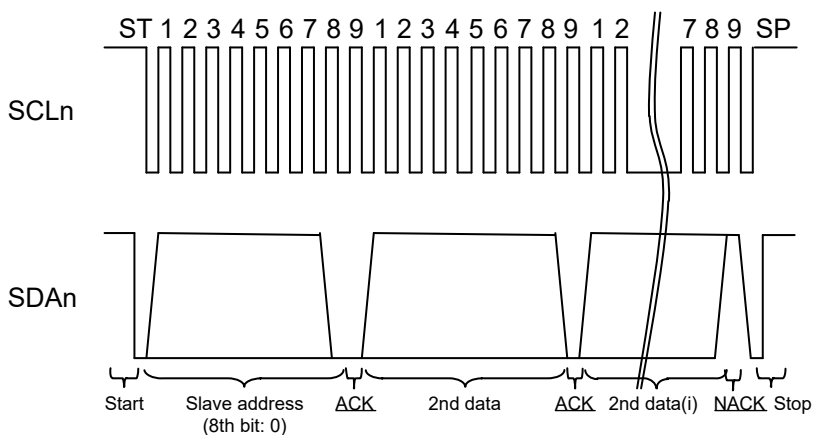 ST 1 2 3 4 5 6 7 8 9 1 2 3 4 5 6 7 8 9 1 2 7 8 9 SP
SCLn
SDAn
Start Slave address ACK 2nd data ACK 2nd data(i) NACK Stop
(8th bit: 0)